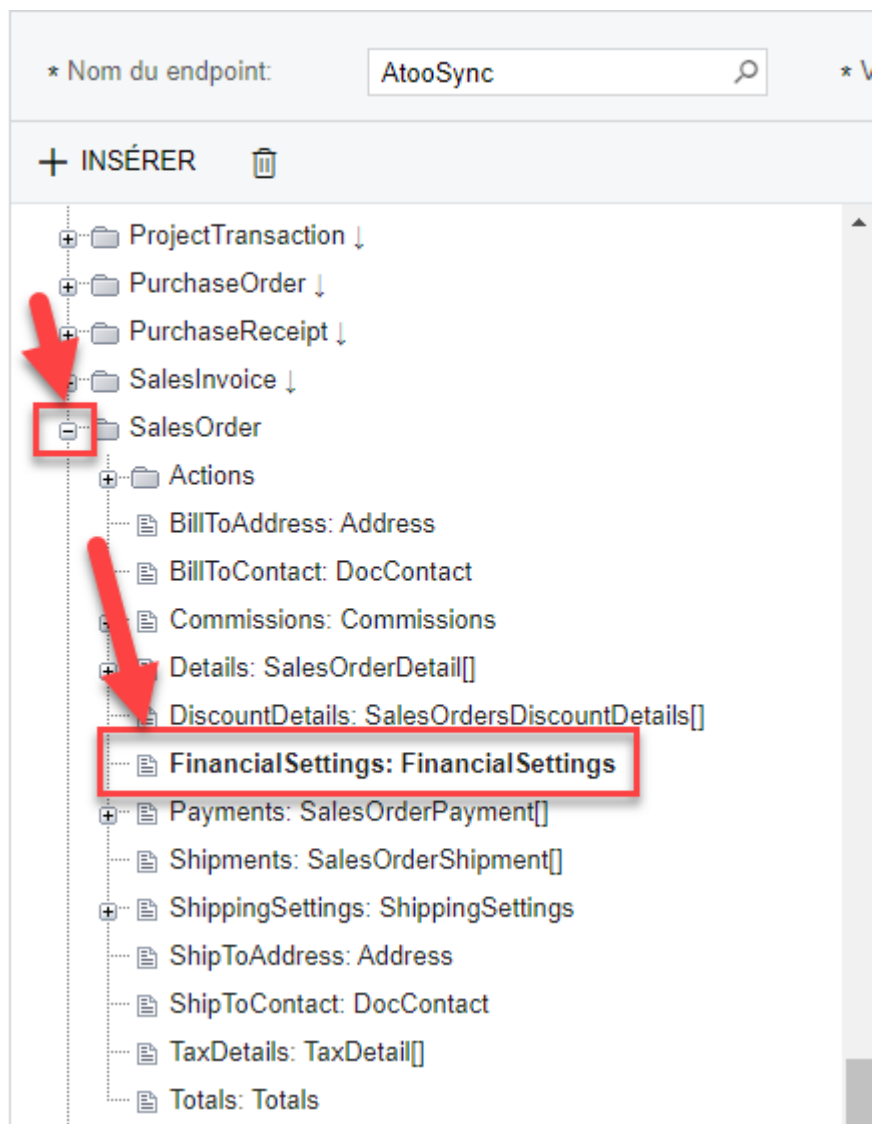 * Nom du endpoint: AtooSync * V
+ INSÉRER
ProjectTransaction ↓
PurchaseOrder ↓
PurchaseReceipt ↓
SalesInvoice ↓
SalesOrder
Actions
BillToAddress: Address
BillToContact: DocContact
Commissions: Commissions
Details: SalesOrderDetail[]
DiscountDetails: SalesOrdersDiscountDetails[]
FinancialSettings: FinancialSettings
Payments: SalesOrderPayment[]
Shipments: SalesOrderShipment[]
ShippingSettings: ShippingSettings
ShipToAddress: Address
ShipToContact: DocContact
TaxDetails: TaxDetail[]
Totals: Totals